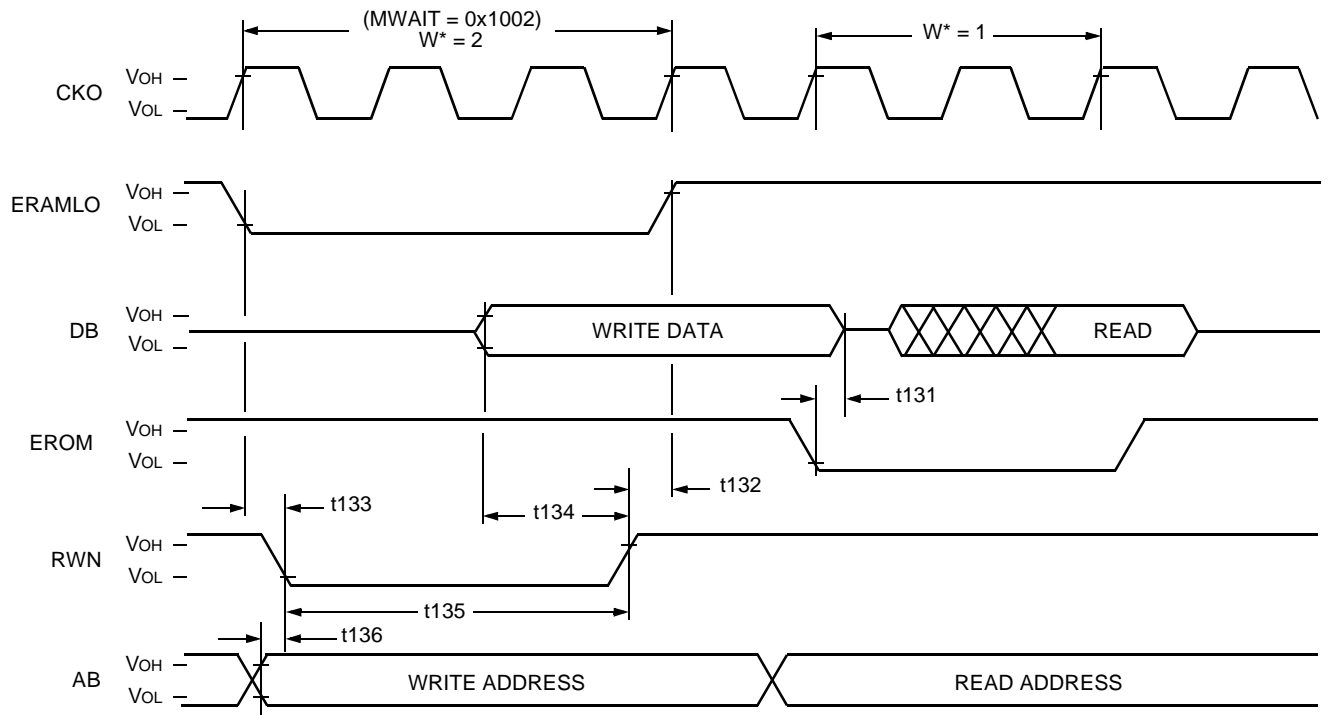 (MWAIT = 0x1002)
W* = 2
W* = 1
CKO
VOH
VOL
ERAMLO
VOH
VOL
DB
VOH
VOL
WRITE DATA
READ
t131
EROM
VOH
VOL
t132
t133
t134
RWN
VOH
VOL
t135
t136
AB
VOH
VOL
WRITE ADDRESS
READ ADDRESS